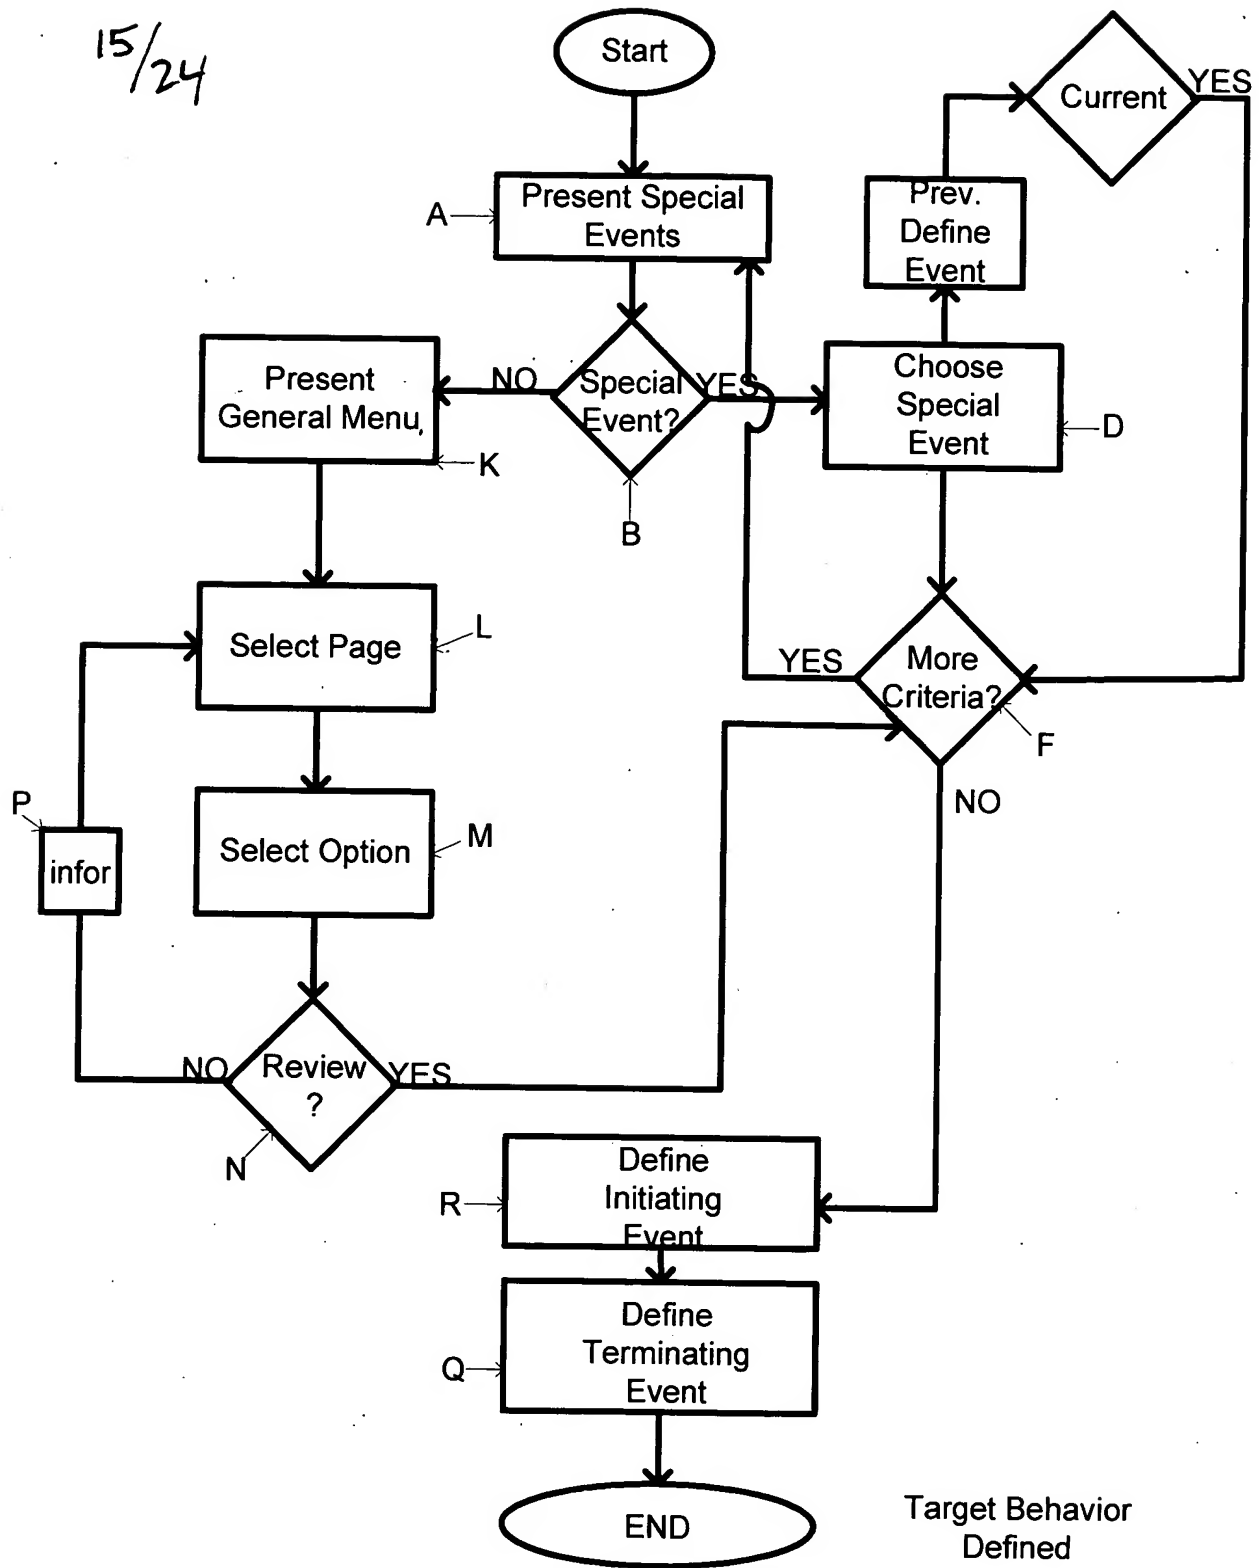 15/24
Start
Current
YES
Present Special
Events
A
Prev.
Define
Event
Present
General Menu
K
NO
Special
Event?
YES
B
Choose
Special
Event
D
Select Page
L
YES
More
Criteria?
F
NO
P
infor
Select Option
M
NO
Review
?
YES
N
Define
Initiating
Event
R
Define
Terminating
Event
Q
END
Target Behavior
Defined